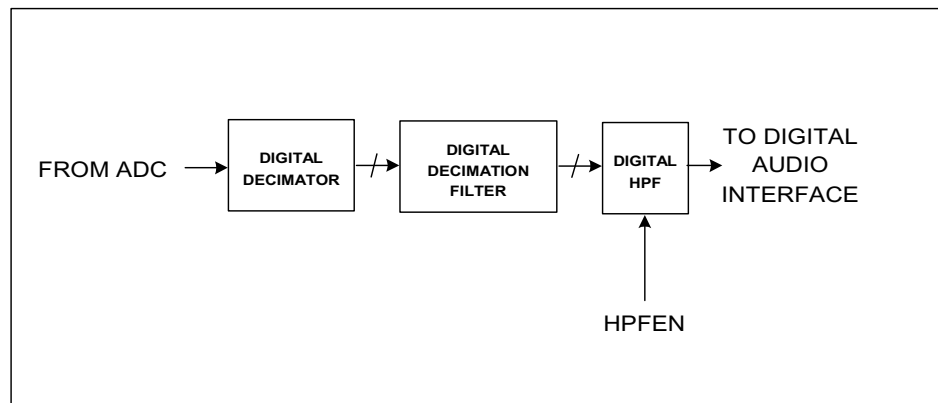 FROM ADC
DIGITAL
DECIMATOR
DIGITAL
DECIMATION
FILTER
DIGITAL
HPF
TO DIGITAL
AUDIO
INTERFACE
HPFEN